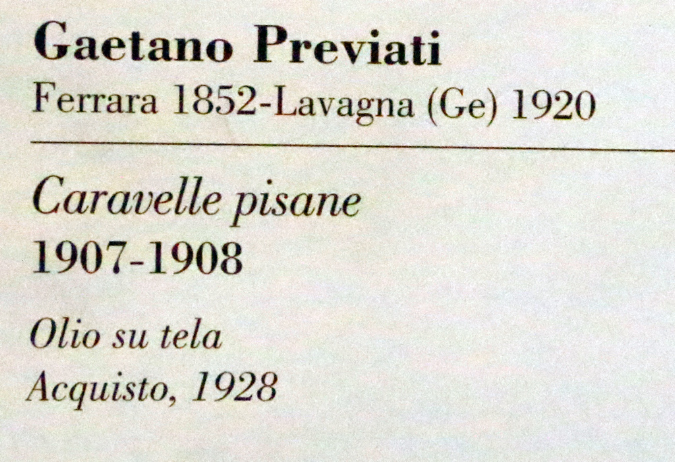 Gaetano Previati
Ferrara 1852-Lavagna (Ge) 1920
Caravelle pisane
1907-1908
Olio su tela
Acquisto, 1928